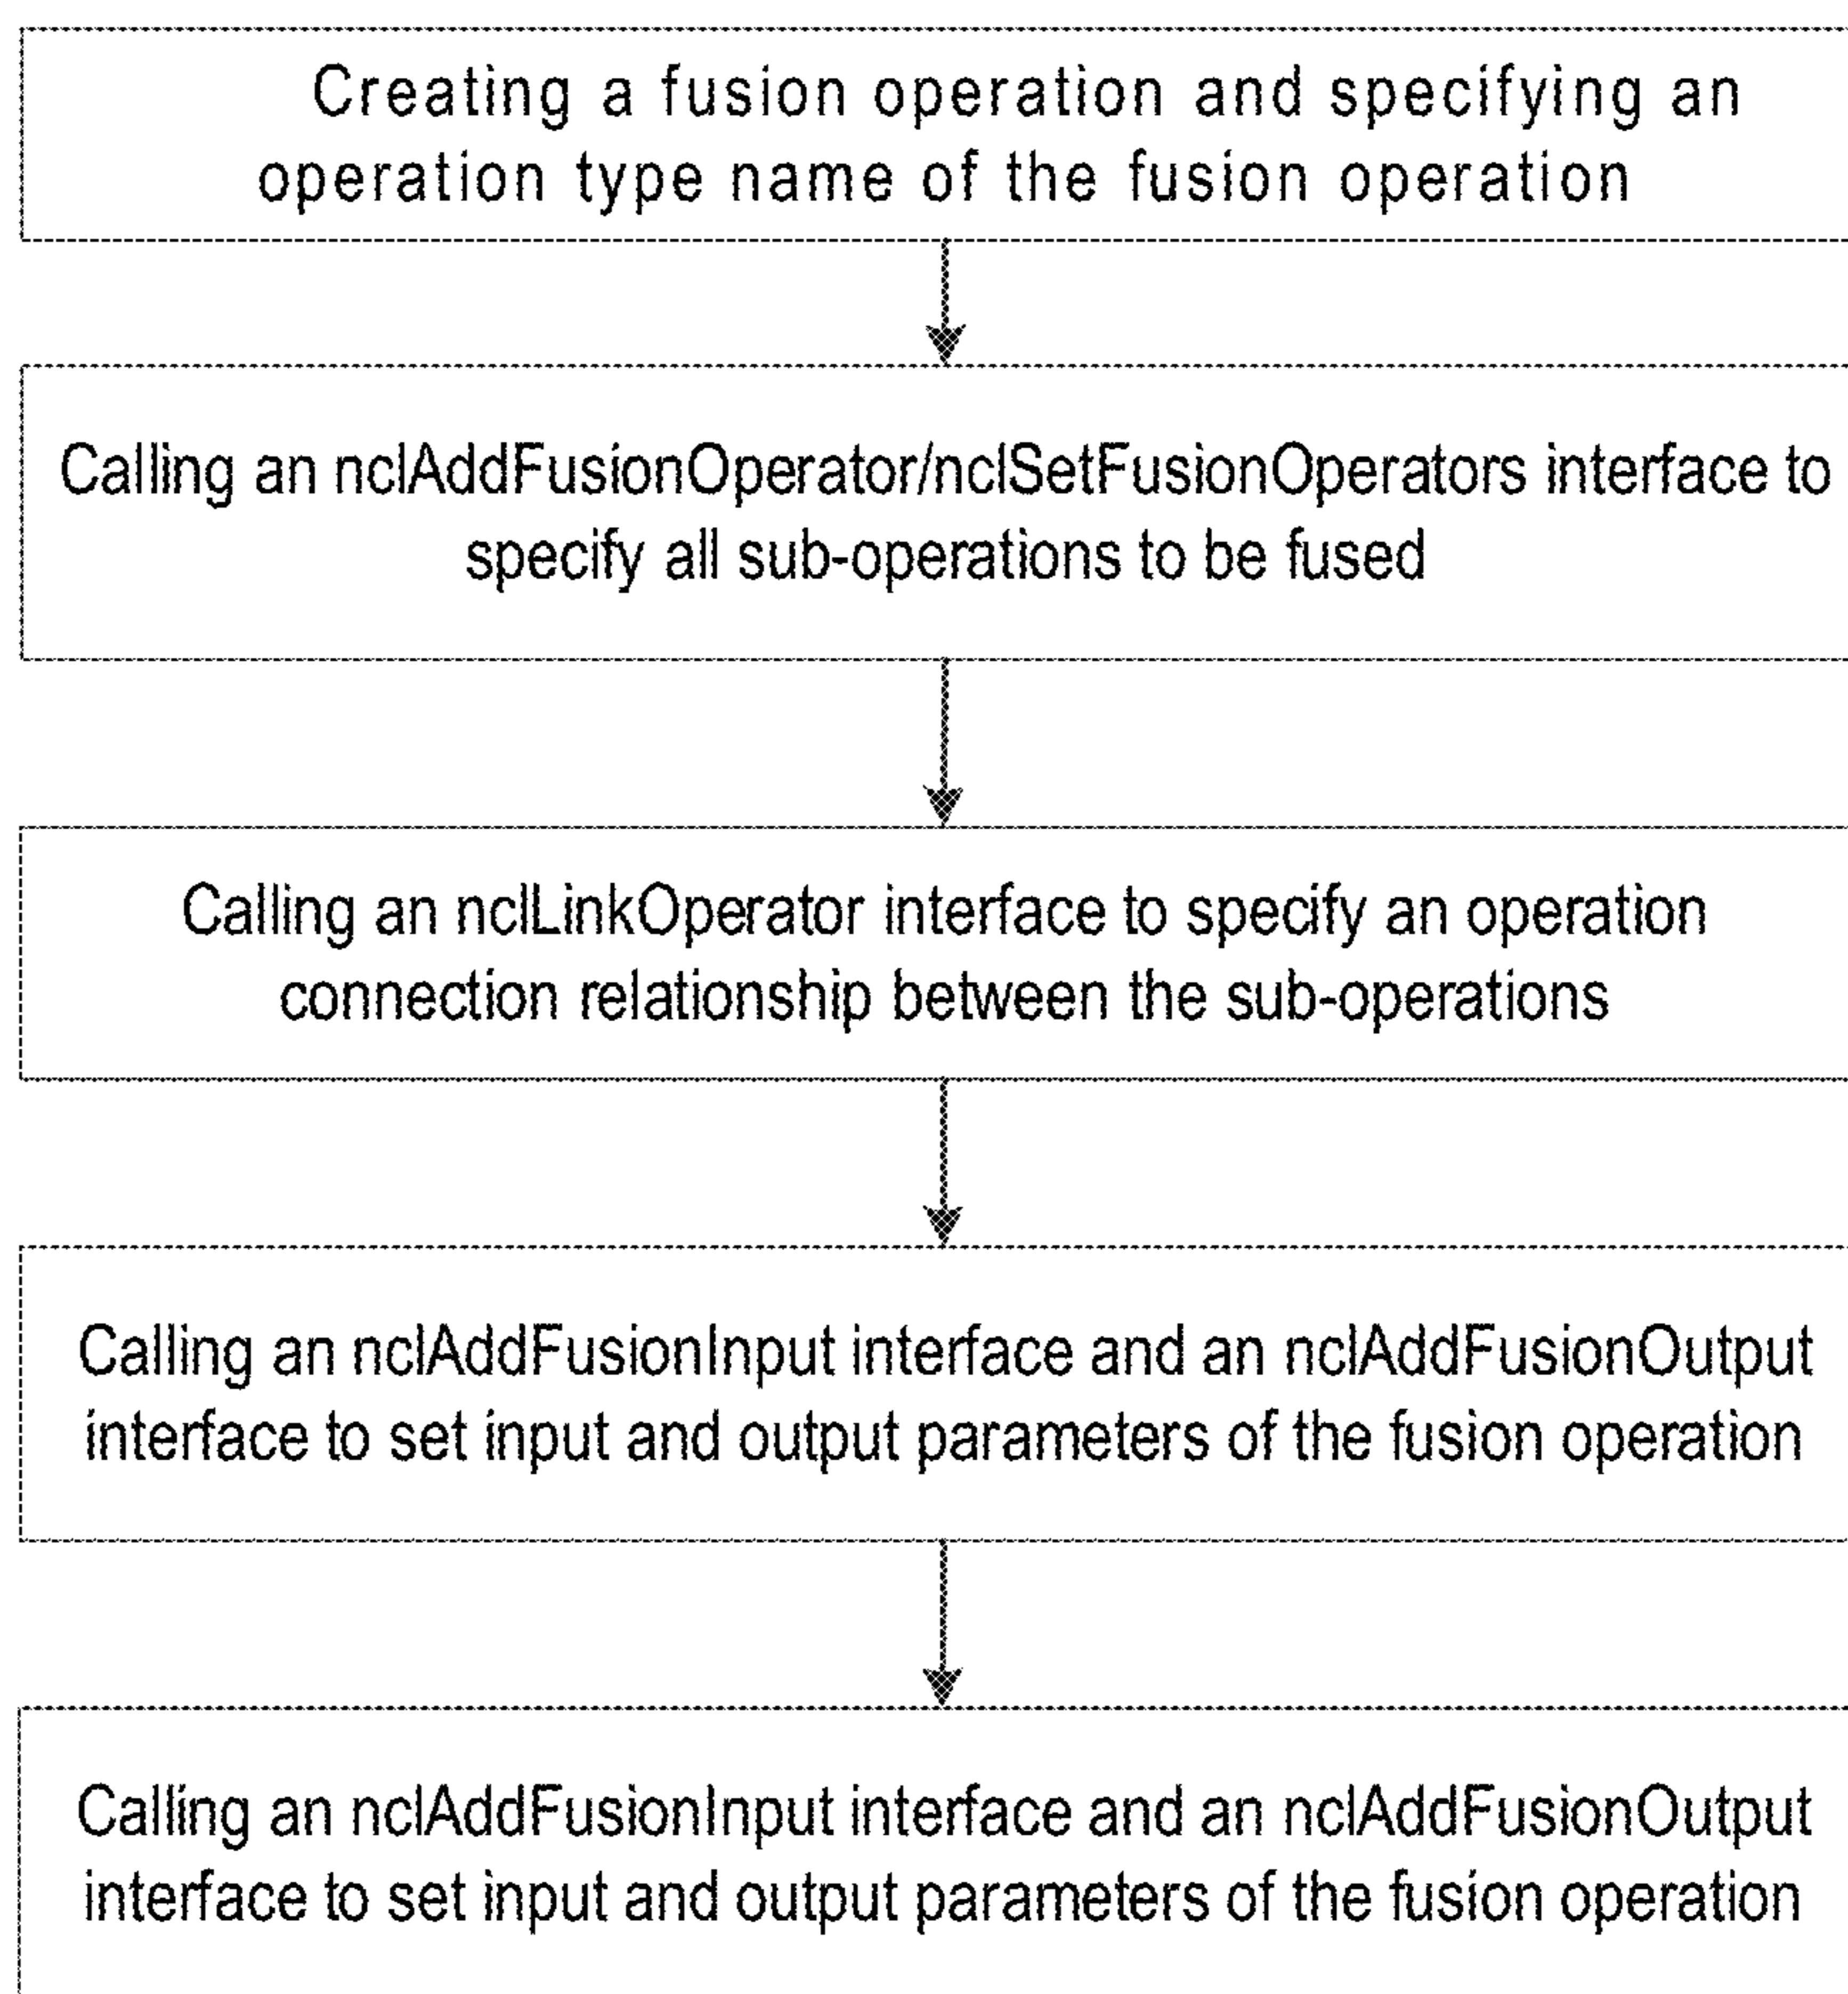 Creating a fusion operation and specifying an
operation type name of the fusion operation
Calling an nclAddFusionOperator/nclSetFusionOperators interface to
specify all sub-operations to be fused
Calling an nclLinkOperator interface to specify an operation
connection relationship between the sub-operations
Calling an nclAddFusionInput interface and an nclAddFusionOutput
interface to set input and output parameters of the fusion operation
Calling an nclAddFusionInput interface and an nclAddFusionOutput
interface to set input and output parameters of the fusion operation